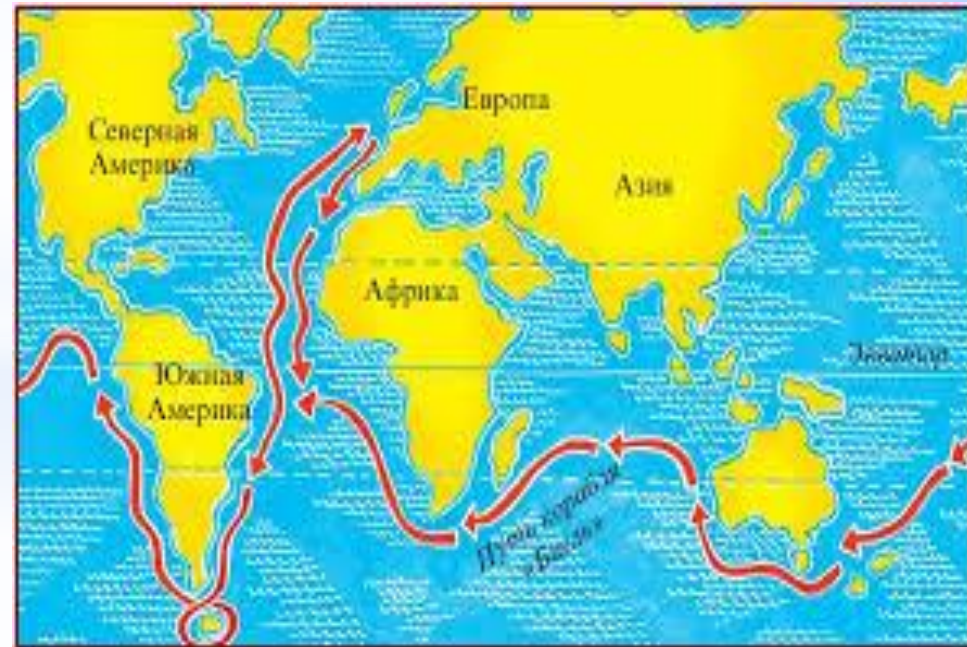 Европа
Северная
Америка
Азия
Африка
Экватор
Южная
Америка
Путь корабля
«Бигль»